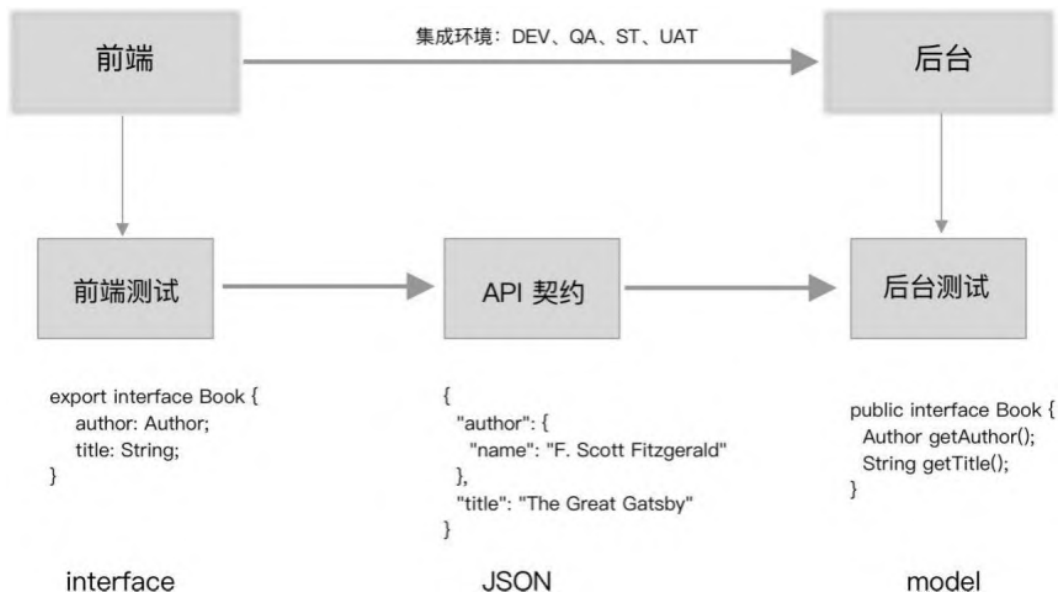 前端
集成环境：DEV、QA、ST、UAT
后台
前端测试
API 契约
后台测试
export interface Book {
author: Author;
title: String;
}
{
"author": {
"name": "F. Scott Fitzgerald"
},
"title": "The Great Gatsby"
}
public interface Book {
Author getAuthor();
String getTitle();
}
interface
JSON
model